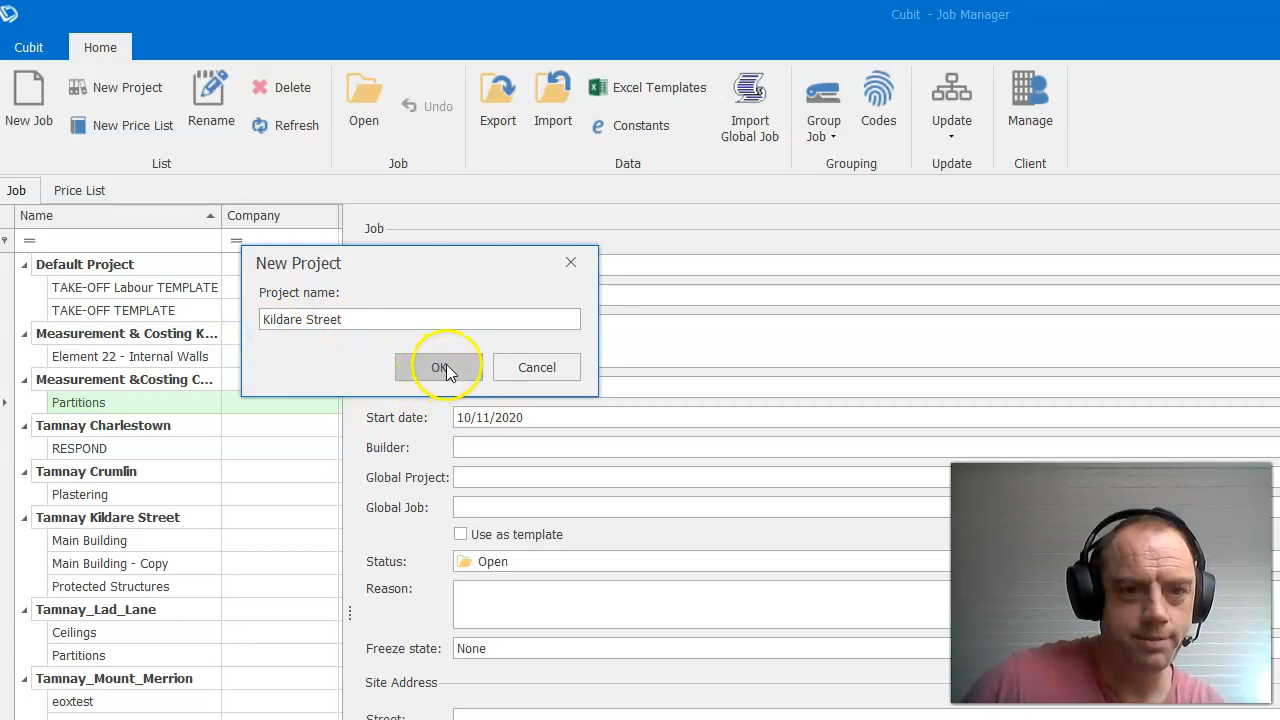 Cubit - Job Manager
Cubit
Home
New Job
New Project
New Price List
Rename
Delete
Refresh
List
Open
Undo
Job
Export
Import
Excel Templates
Constants
Import
Global Job
Data
Group
Job
Codes
Grouping
Update
Update
Manage
Client
Job
Price List
Name
Company
Default Project
TAKE-OFF Labour TEMPLATE
TAKE-OFF TEMPLATE
Measurement & Costing K...
Element 22 - Internal Walls
Measurement &Costing C...
Partitions
Tamnay Charlestown
RESPOND
Tamnay Crumlin
Plastering
Tamnay Kildare Street
Main Building
Main Building - Copy
Protected Structures
Tamnay_Lad_Lane
Ceilings
Partitions
Tamnay_Mount_Merrion
eoxtest
Job
New Project
Project name:
Kildare Street
OK
Cancel
Start date:
10/11/2020
Builder:
Global Project:
Global Job:
Use as template
Status:
Open
Reason:
Freeze state:
None
Site Address
Street: